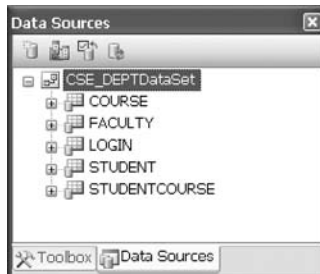 Data Sources
CSE_DEPTDataSet
COURSE
FACULTY
LOGIN
STUDENT
STUDENTCOURSE
Toolbox Data Sources